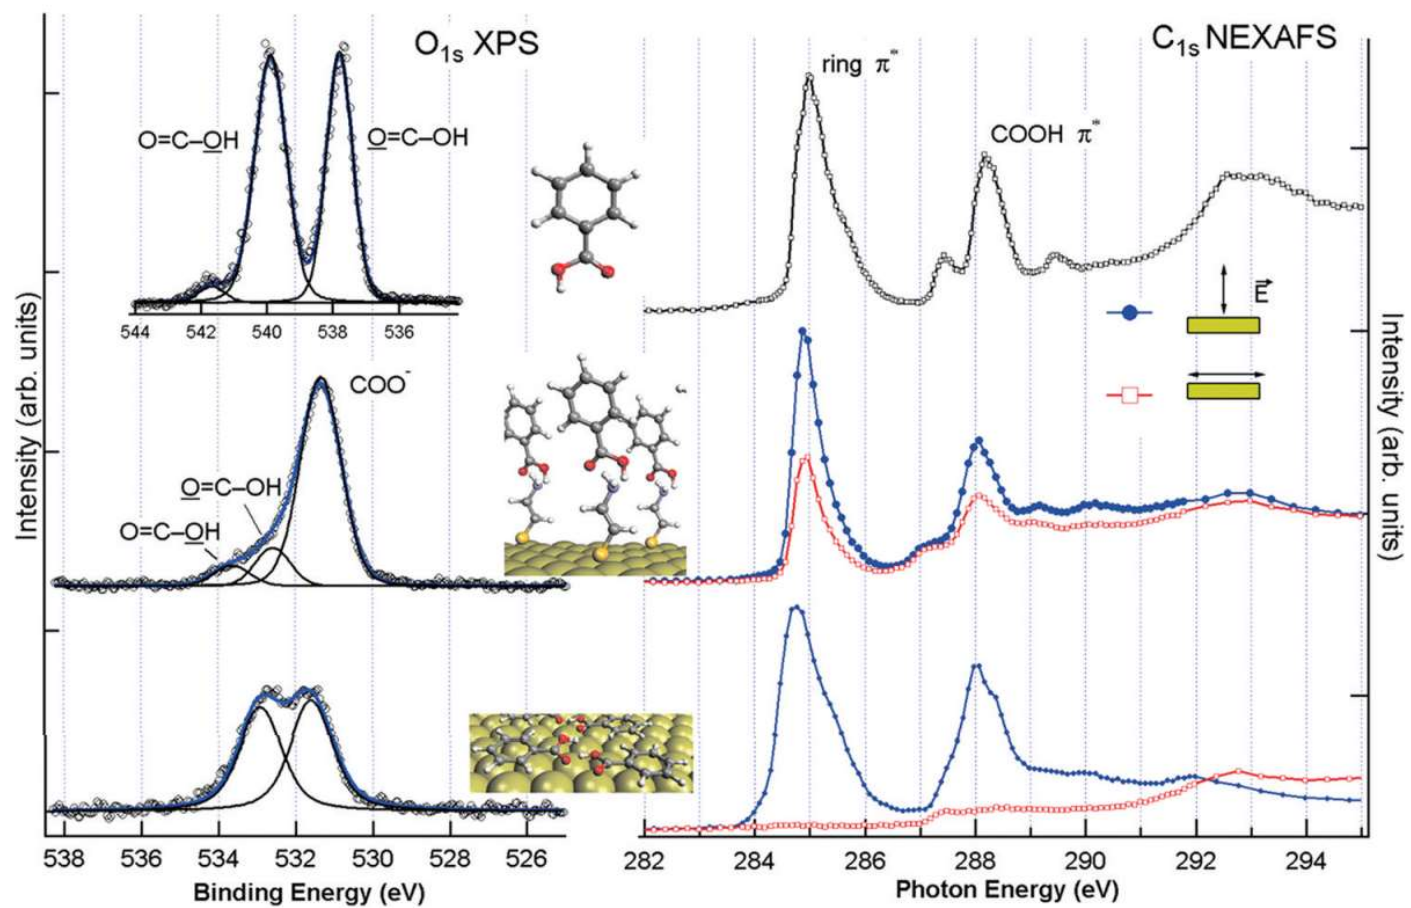 O1s XPS
C1s NEXAFS
ring π*
O=C–OH
O=C–OH
COOH π*
E
544 542 540 538 536
Intensity (arb. units)
Intensity (arb. units)
COO-
O=C–OH
O=C–OH
538 536 534 532 530 528 526
282 284 286 288 290 292 294
Binding Energy (eV)
Photon Energy (eV)